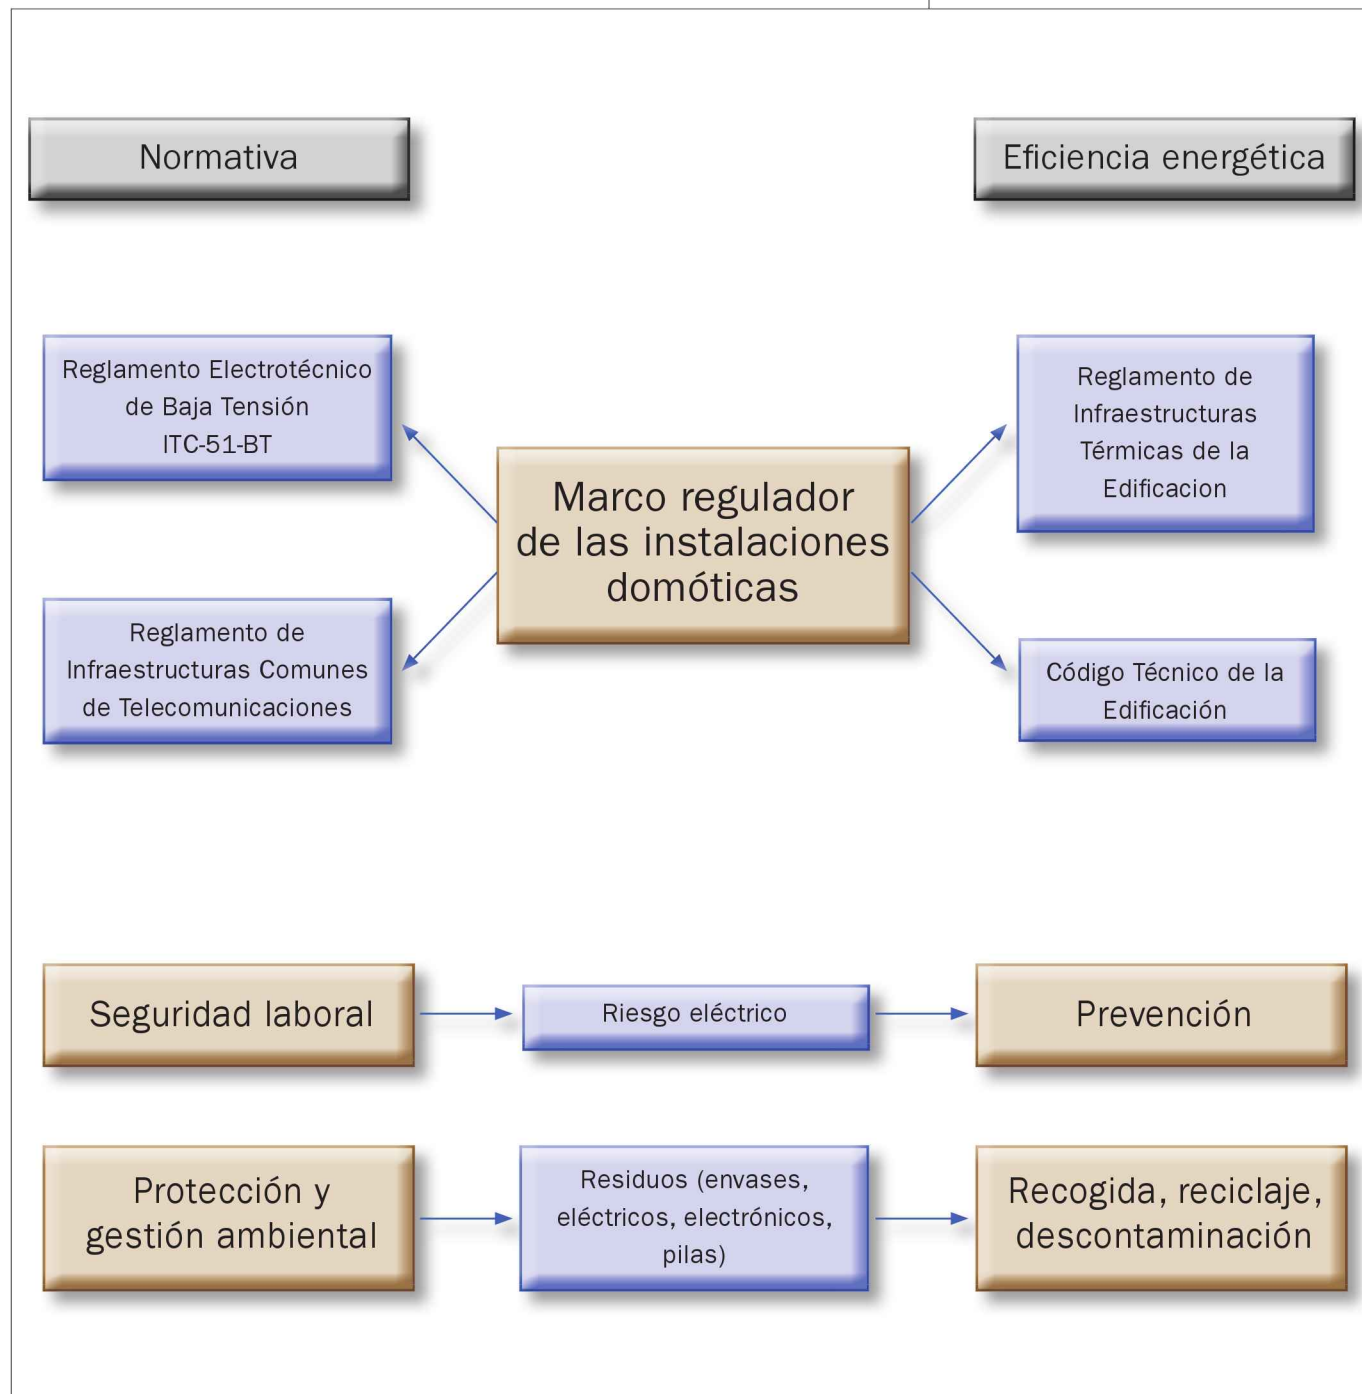 Normativa
Eficiencia energética
Reglamento Electrotécnico
de Baja Tensión
ITC-51-BT
Reglamento de
Infraestructuras Comunes
de Telecomunicaciones
Marco regulador
de las instalaciones
domóticas
Reglamento de
Infraestructuras
Térmicas de la
Edificacion
Código Técnico de la
Edificación
Seguridad laboral
Riesgo eléctrico
Prevención
Protección y
gestión ambiental
Residuos (envases,
eléctricos, electrónicos,
pilas)
Recogida, reciclaje,
descontaminación